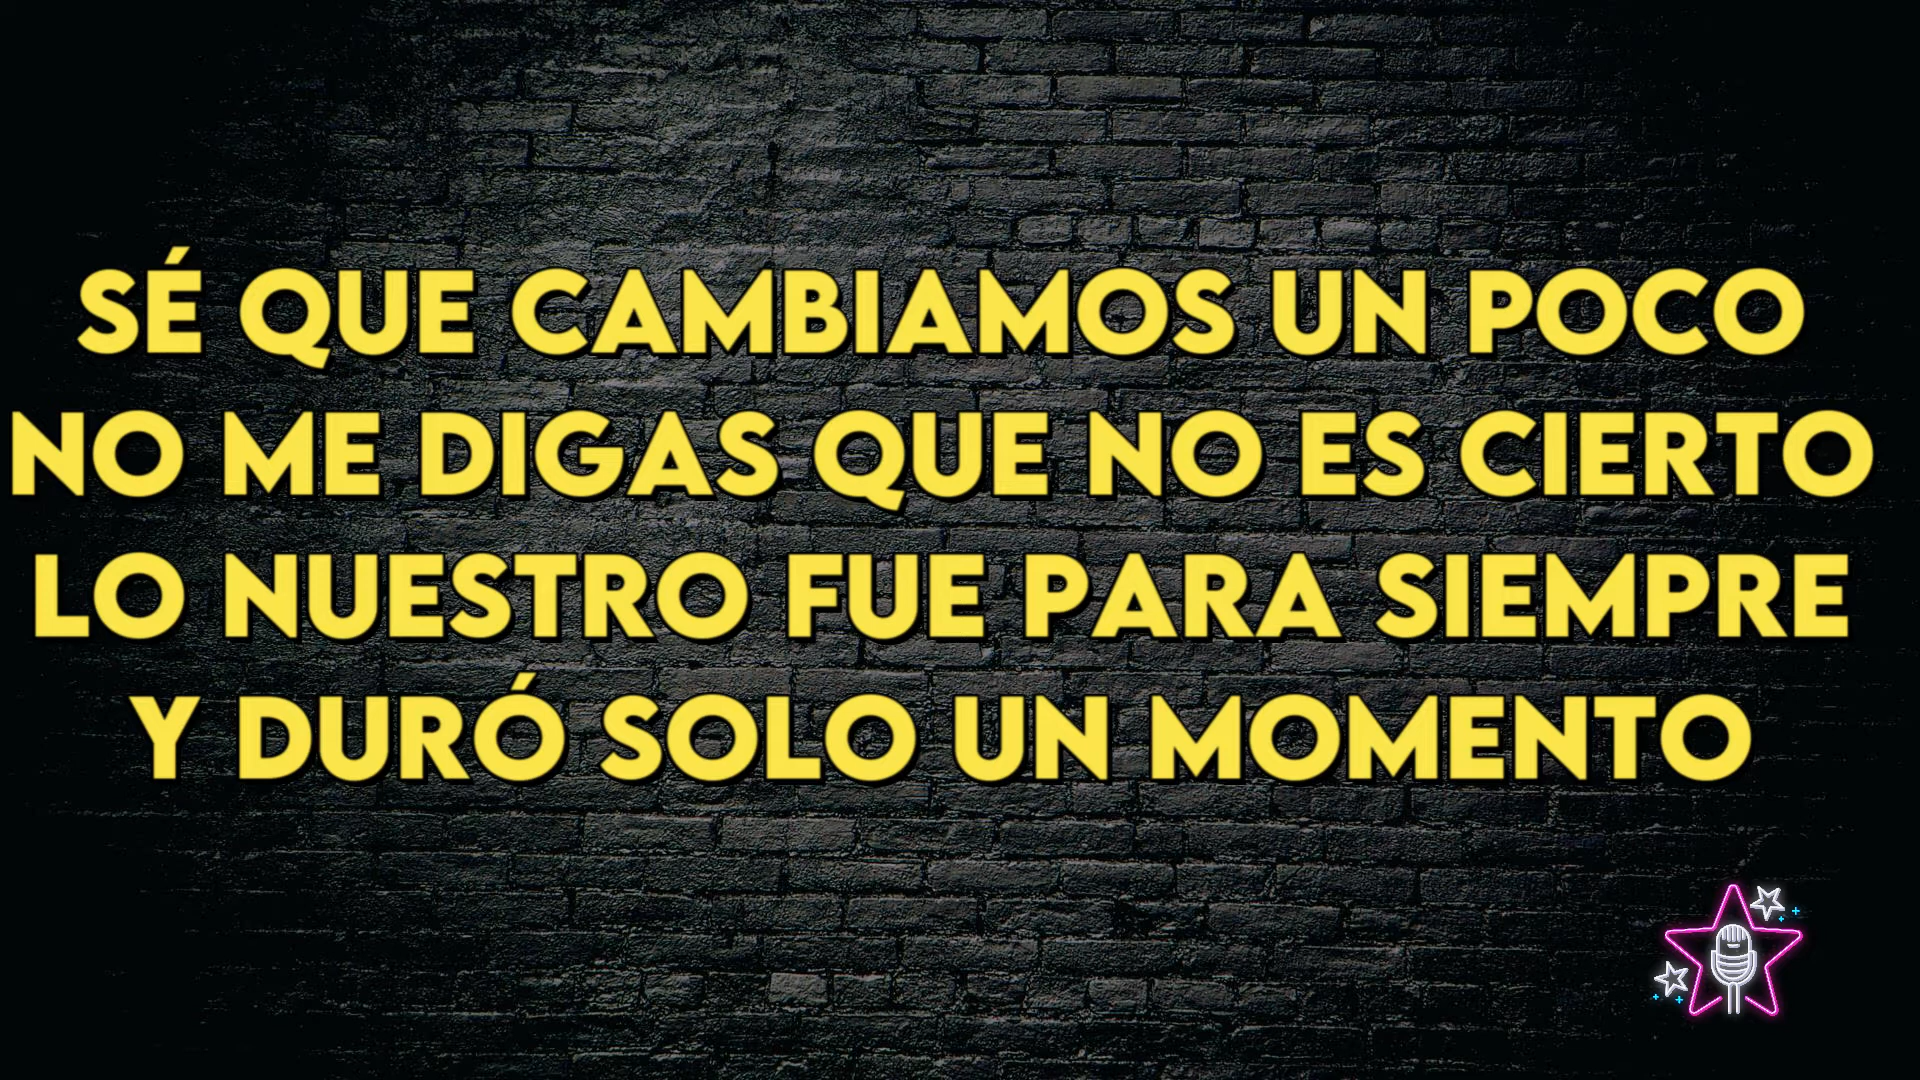 SÉ QUE CAMBIAMOS UN POCO
NO ME DIGAS QUE NO ES CIERTO
LO NUESTRO FUE PARA SIEMPRE
Y DURÓ SOLO UN MOMENTO